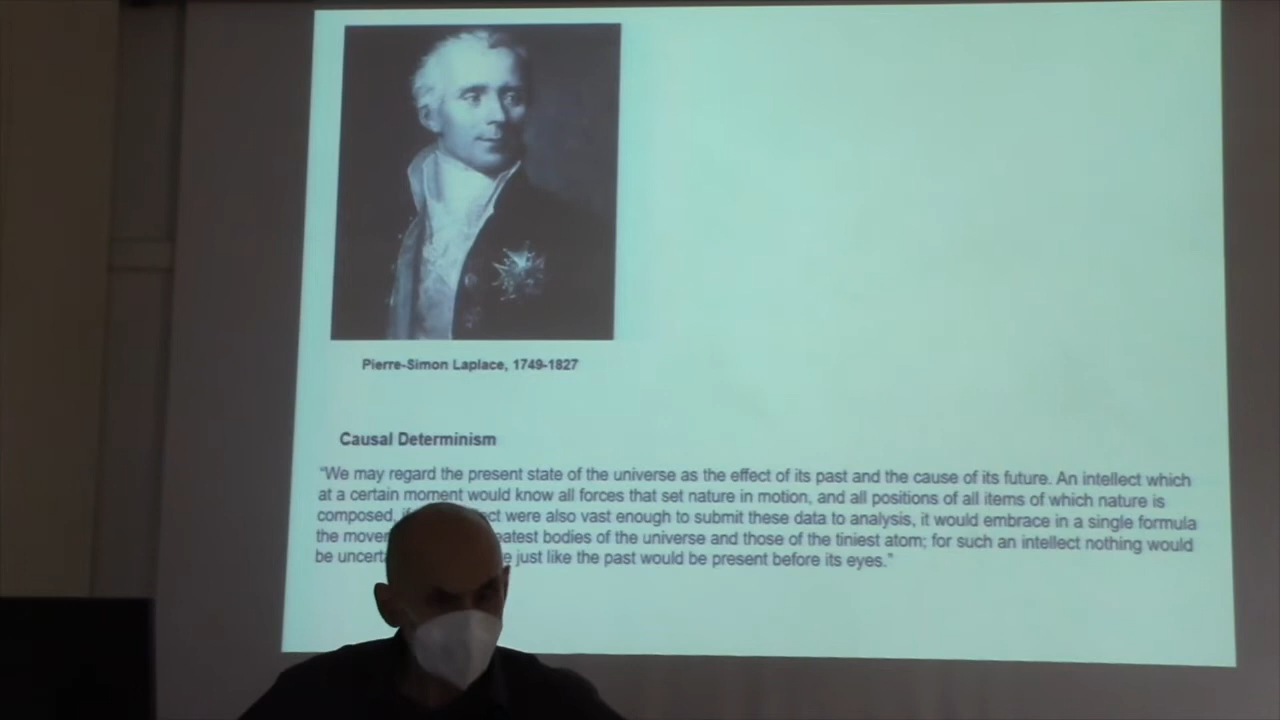 Pierre-Simon Laplace, 1749-1827
Causal Determinism
“We may regard the present state of the universe as the effect of its past and the cause of its future. An intellect which
at a certain moment would know all forces that set nature in motion, and all positions of all items of which nature is
composed, ct were also vast enough to submit these data to analysis, it would embrace in a single formula
the mover eatest bodies of the universe and those of the tiniest atom; for such an intellect nothing would
be uncert e just like the past would be present before its eyes.”